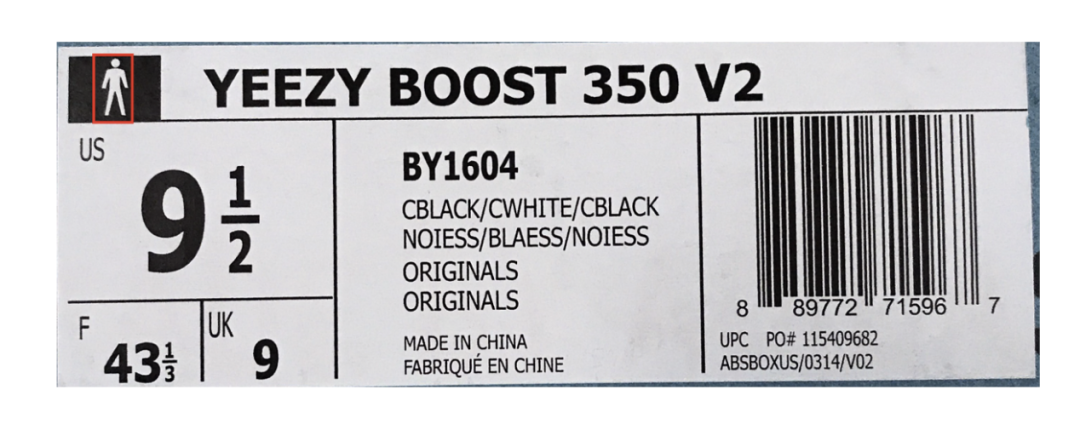 YEEZY BOOST 350 V2
US
9 1/2
F
43 1/3
UK
9
BY1604
CBLACK/CWHITE/CBLACK
NOIESS/BLAESS/NOIESS
ORIGINALS
ORIGINALS
MADE IN CHINA
FABRIQUÉ EN CHINE
8 89772 71596 7
UPC PO# 115409682
ABSBOXUS/0314/V02